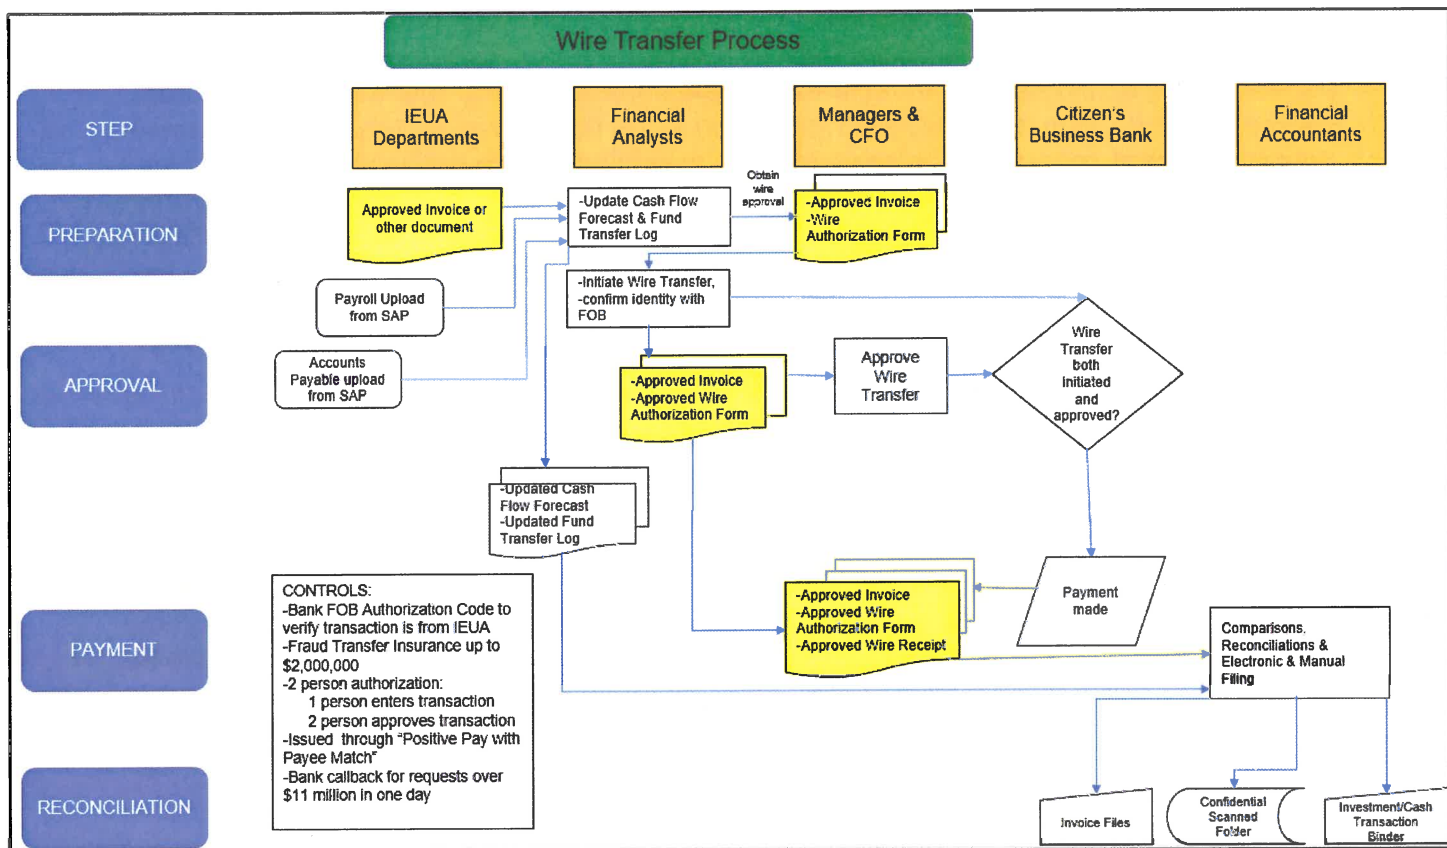 Wire Transfer Process
STEP
IEUA
Departments
Financial
Analysts
Managers &
CFO
Citizen's
Business Bank
Financial
Accountants
PREPARATION
Approved Invoice or
other document
-Update Cash Flow
Forecast & Fund
Transfer Log
Obtain
wire
approval
-Approved Invoice
-Wire
Authorization Form
Payroll Upload
from SAP
-Initiate Wire Transfer,
-confirm identity with
FOB
APPROVAL
Accounts
Payable upload
from SAP
-Approved Invoice
-Approved Wire
Authorization Form
Approve
Wire
Transfer
Wire
Transfer
both
initiated
and
approved?
-Updated Cash
Flow Forecast
-Updated Fund
Transfer Log
PAYMENT
CONTROLS:
-Bank FOB Authorization Code to
verify transaction is from IEUA
-Fraud Transfer Insurance up to
$2,000,000
-2 person authorization:
1 person enters transaction
2 person approves transaction
-Issued through "Positive Pay with
Payee Match"
-Bank callback for requests over
$11 million in one day
-Approved Invoice
-Approved Wire
Authorization Form
-Approved Wire Receipt
Payment
made
Comparisons,
Reconciliations &
Electronic & Manual
Filing
RECONCILIATION
Invoice Files
Confidential
Scanned
Folder
Investment/Cash
Transaction
Binder